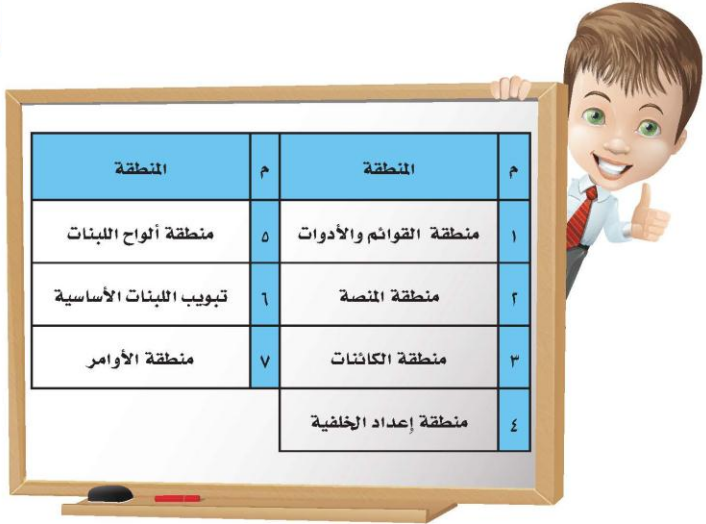 م المنطقة م المنطقة
١ منطقة القوائم والأدوات ٥ منطقة ألواح اللبنات
٢ منطقة المنصة ٦ تبويب اللبنات الأساسية
٣ منطقة الكائنات ٧ منطقة الأوامر
٤ منطقة إعداد الخلفية